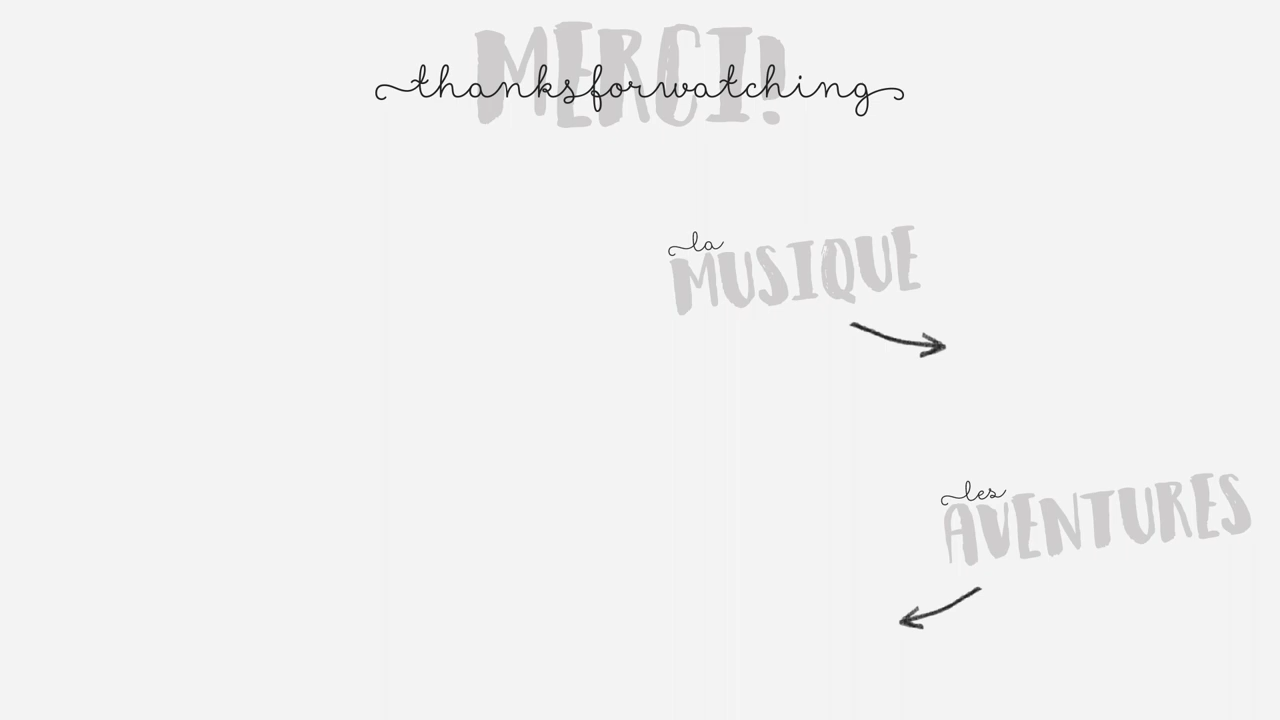 MERCI!
thanksforwatching
la
MUSIQUE
les
AVENTURES